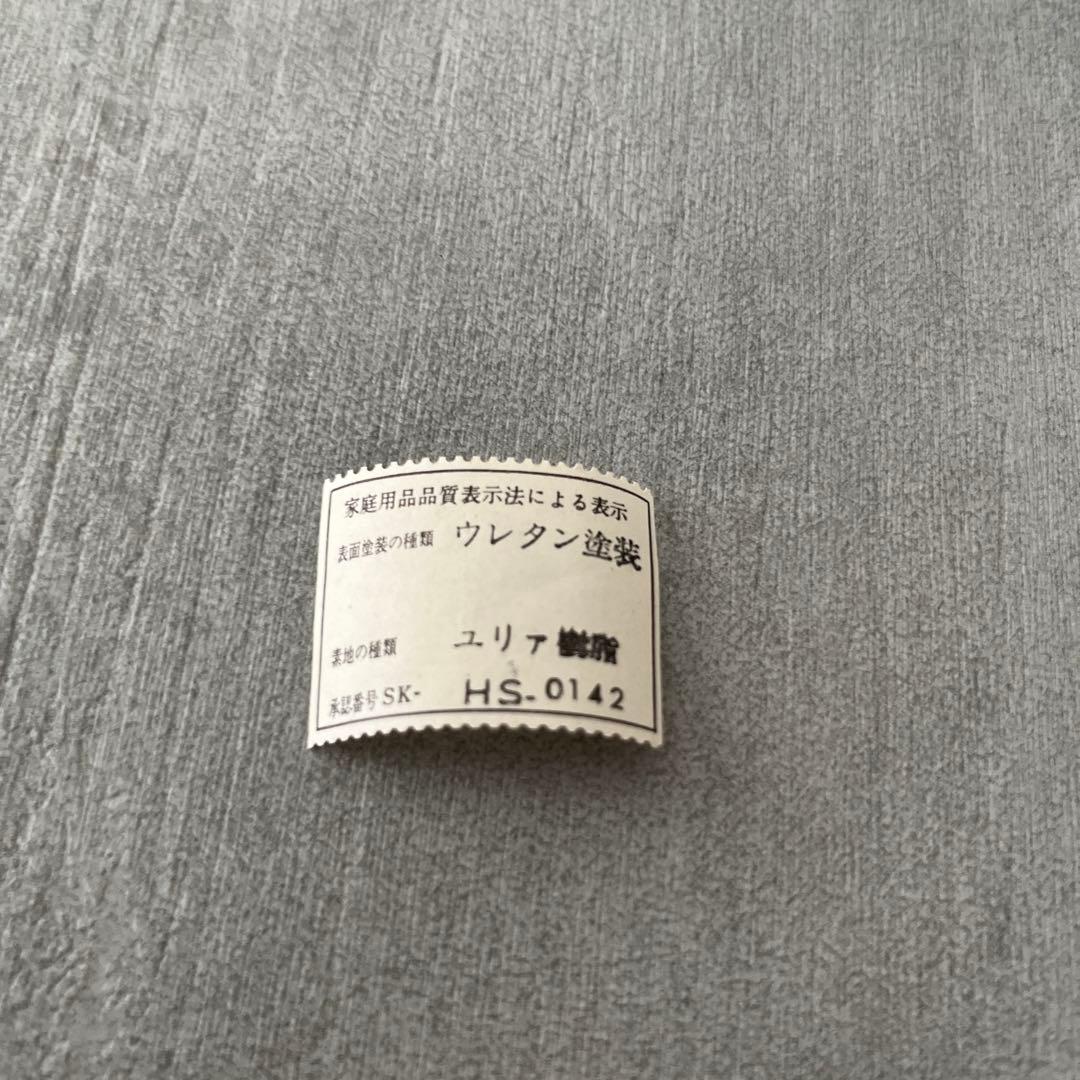 家庭用品品質表示法による表示
表面塗装の種類 ウレタン塗装
素地の種類 ユリア樹脂
承認番号 SK- HS-0142